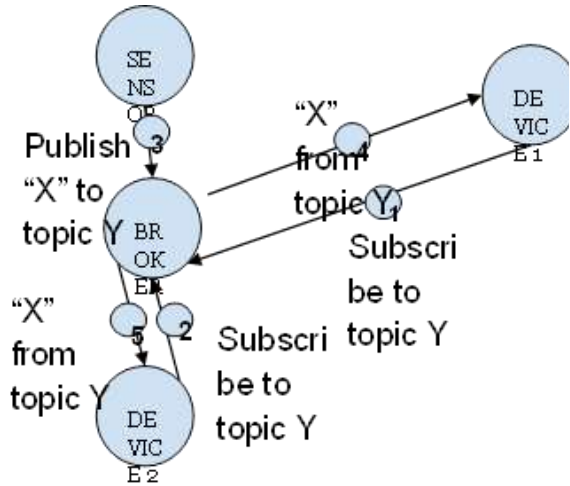 SE
NS
OR
DE
VIC
E 1
Publish
"X" to
topic Y
3
"X"
from
topic Y
4
1
Subscri
be to
topic Y
BR
OK
ER
"X"
from
topic Y
5
2
Subscri
be to
topic Y
DE
VIC
E 2